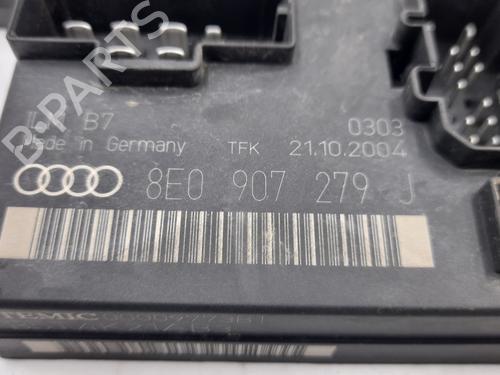 B7
0303
Made in Germany TFK 21.10.2004
8E0 907 279 J
TEMIC
B-PARTS